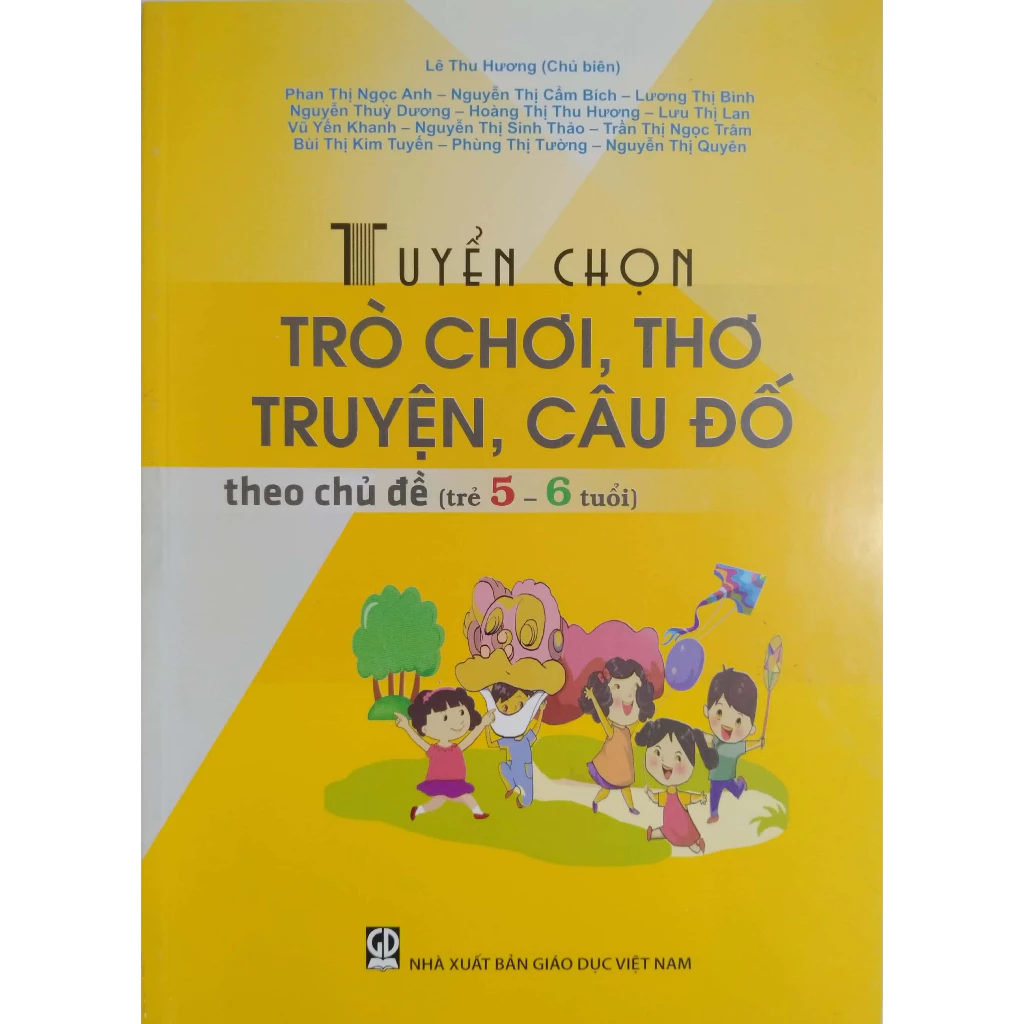 Lê Thu Hương (Chủ biên)
Phan Thị Ngọc Anh – Nguyễn Thị Cẩm Bích – Lương Thị Bình
Nguyễn Thuỳ Dương – Hoàng Thị Thu Hương – Lưu Thị Lan
Vũ Yến Khanh – Nguyễn Thị Sinh Thảo – Trần Thị Ngọc Trâm
Bùi Thị Kim Tuyến – Phùng Thị Tường – Nguyễn Thị Quyên
TUYỂN CHỌN
TRÒ CHƠI, THƠ
TRUYỆN, CÂU ĐỐ
theo chủ đề (trẻ 5 – 6 tuổi)
GD
NHÀ XUẤT BẢN GIÁO DỤC VIỆT NAM